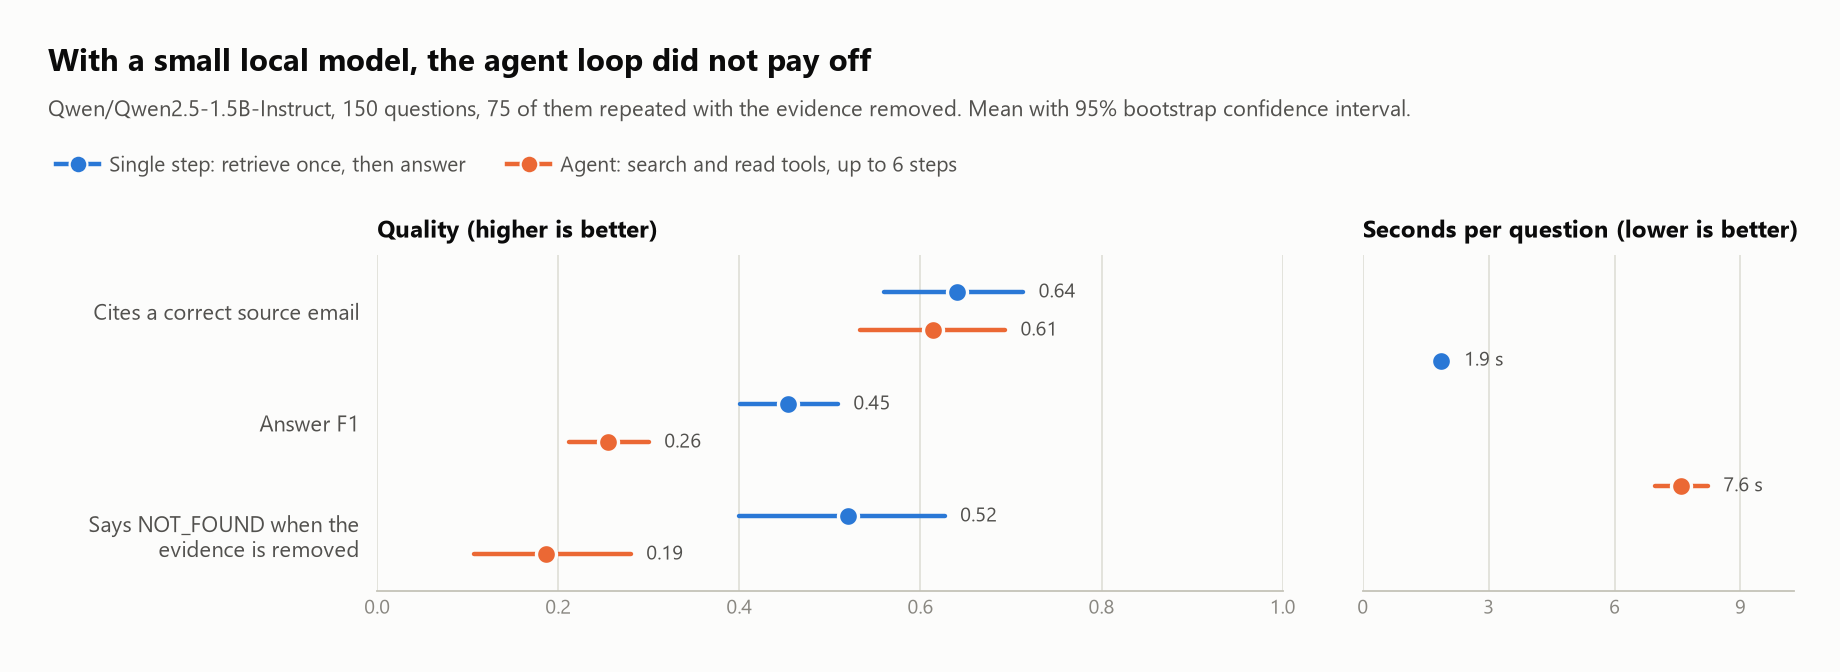 With a small local model, the agent loop did not pay off
Qwen/Qwen2.5-1.5B-Instruct, 150 questions, 75 of them repeated with the evidence removed. Mean with 95% bootstrap confidence interval.
Single step: retrieve once, then answer
Agent: search and read tools, up to 6 steps
Quality (higher is better)
Cites a correct source email
0.64
0.61
Answer F1
0.45
0.26
Says NOT_FOUND when the
evidence is removed
0.52
0.19
0.0 0.2 0.4 0.6 0.8 1.0
Seconds per question (lower is better)
1.9 s
7.6 s
0 3 6 9